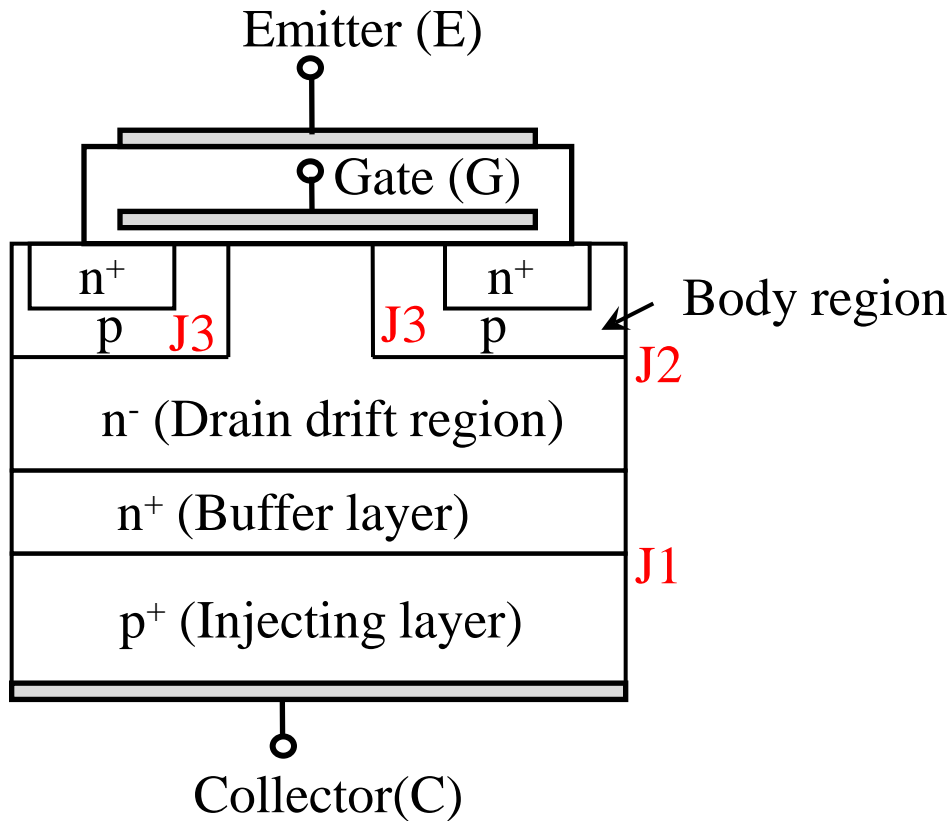 Emitter (E)
Gate (G)
n⁺ n⁺
Body region
p J3 J3 p
J2
n⁻ (Drain drift region)
n⁺ (Buffer layer)
J1
p⁺ (Injecting layer)
Collector(C)